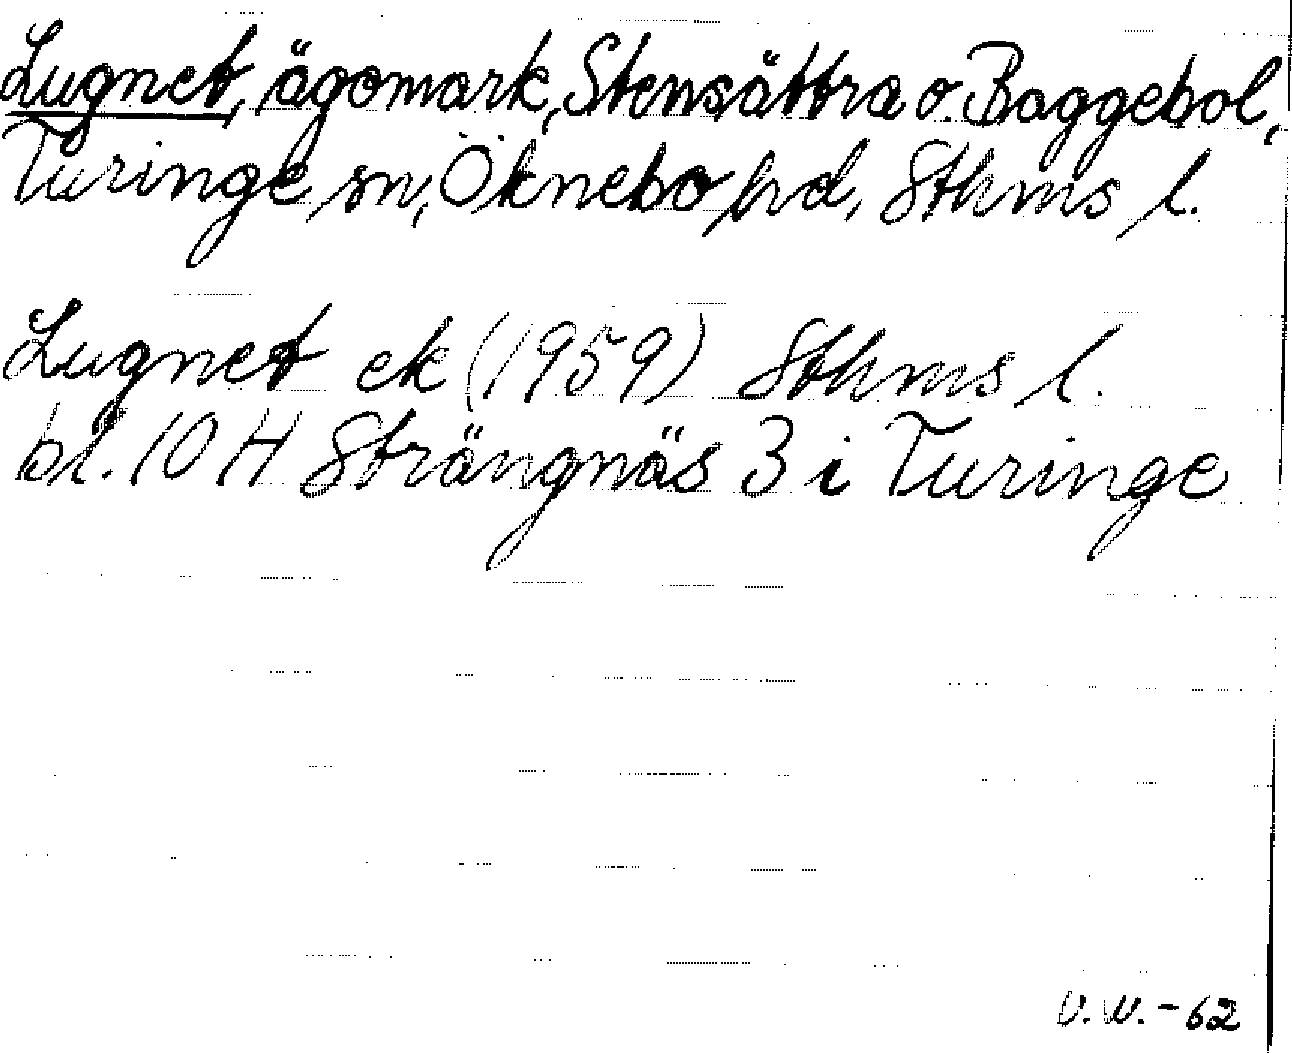 Lugnet, ägomark, Stensättra o. Baggebol,
Turinge sn, Öknebo hd, Sthms l.
Lugnet ek (1959) Sthms l.
bl. 10 H Strängnäs 3 i Turinge
V.W. - 62